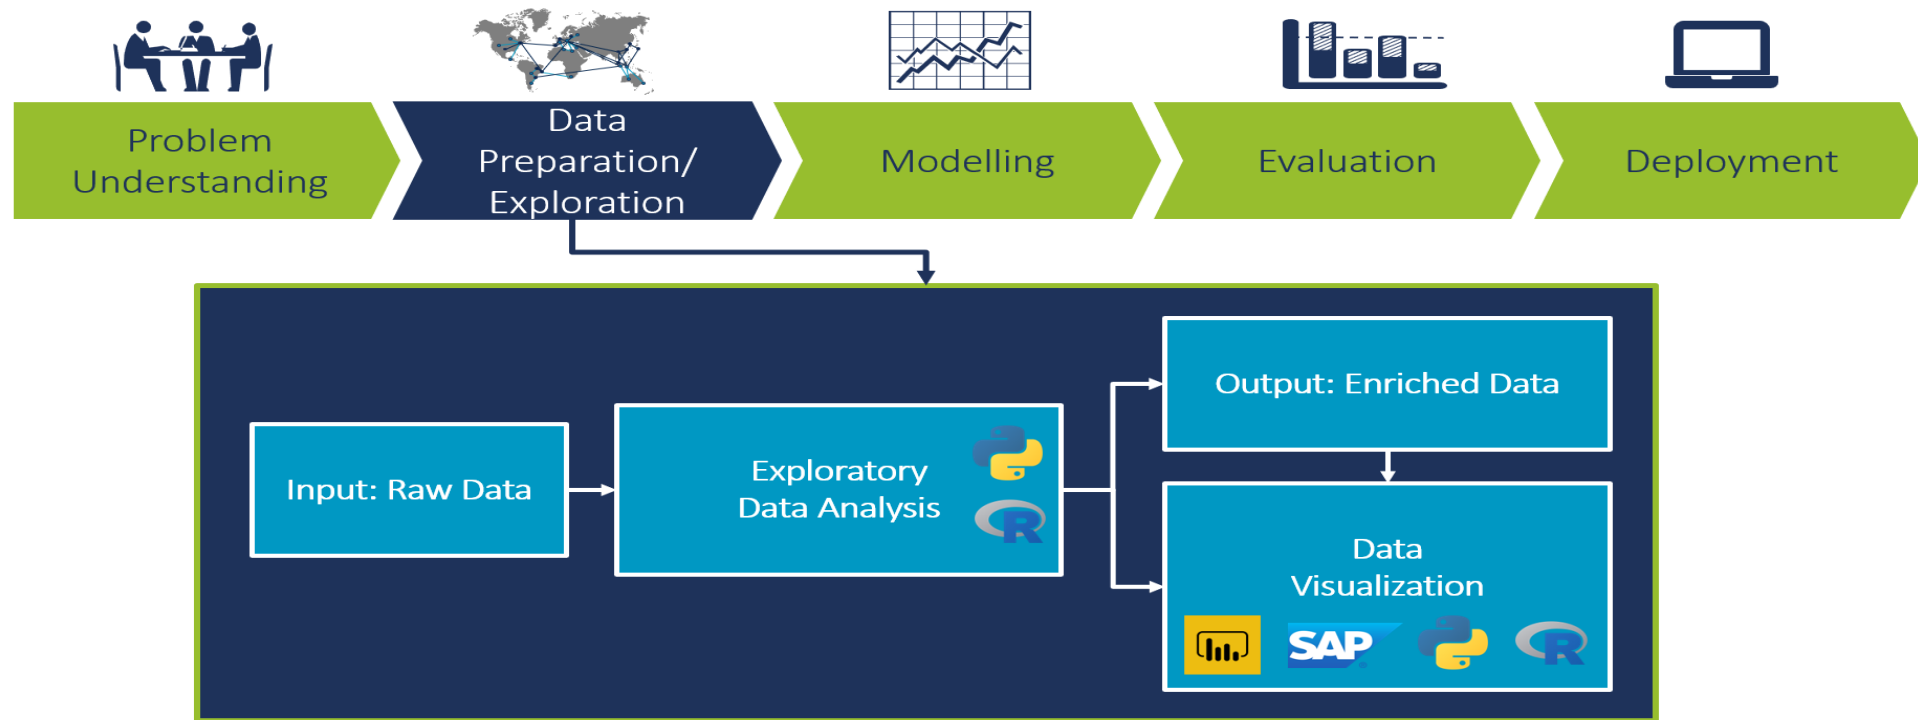 Problem
Understanding
Data
Preparation/
Exploration
Modelling
Evaluation
Deployment
Input: Raw Data
Exploratory
Data Analysis
R
Output: Enriched Data
Data
Visualization
SAP
R